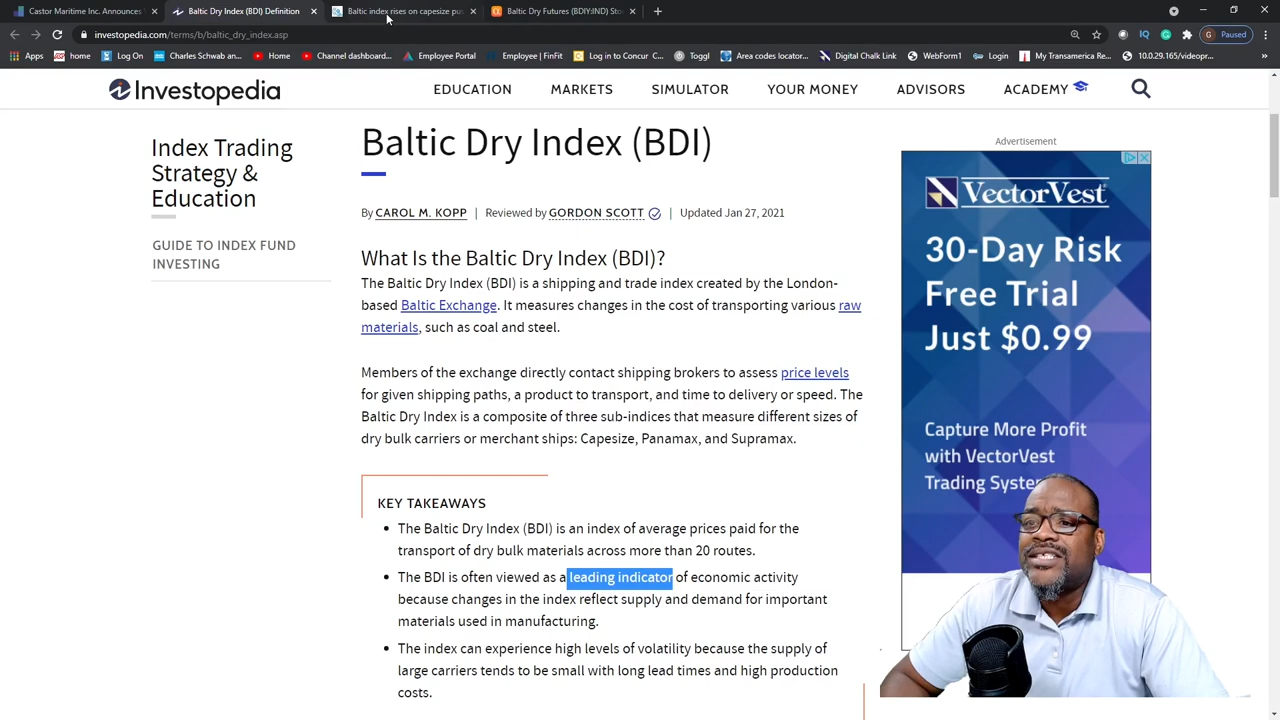 Castor Maritime Inc. Announces
Baltic Dry Index (BDI) Definition
Baltic index rises on capesize pu
Baltic Dry Futures (BDIY:IND) Sto
investopedia.com/terms/b/baltic_dry_index.asp
Paused
Apps
home
Log On
Charles Schwab an...
Home
Channel dashboard...
Employee Portal
Employee | FinFit
Log in to Concur C...
Toggl
Area codes locator...
Digital Chalk Link
WebForm1
Login
My Transamerica Re...
10.0.29.165/videopr...
Investopedia
EDUCATION
MARKETS
SIMULATOR
YOUR MONEY
ADVISORS
ACADEMY
Index Trading
Strategy &
Education
GUIDE TO INDEX FUND
INVESTING
Baltic Dry Index (BDI)
By CAROL M. KOPP | Reviewed by GORDON SCOTT | Updated Jan 27, 2021
What Is the Baltic Dry Index (BDI)?
The Baltic Dry Index (BDI) is a shipping and trade index created by the London-
based Baltic Exchange. It measures changes in the cost of transporting various raw
materials, such as coal and steel.
Members of the exchange directly contact shipping brokers to assess price levels
for given shipping paths, a product to transport, and time to delivery or speed. The
Baltic Dry Index is a composite of three sub-indices that measure different sizes of
dry bulk carriers or merchant ships: Capesize, Panamax, and Supramax.
KEY TAKEAWAYS
The Baltic Dry Index (BDI) is an index of average prices paid for the
transport of dry bulk materials across more than 20 routes.
The BDI is often viewed as a leading indicator of economic activity
because changes in the index reflect supply and demand for important
materials used in manufacturing.
The index can experience high levels of volatility because the supply of
large carriers tends to be small with long lead times and high production
costs.
Advertisement
VectorVest
30-Day Risk
Free Trial
Just $0.99
Capture More Profit
with VectorVest
Trading Syste